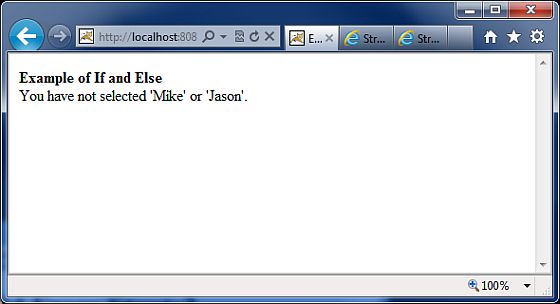 http://localhost:808
E...
Str...
Str...
Example of If and Else
You have not selected 'Mike' or 'Jason'.
100%